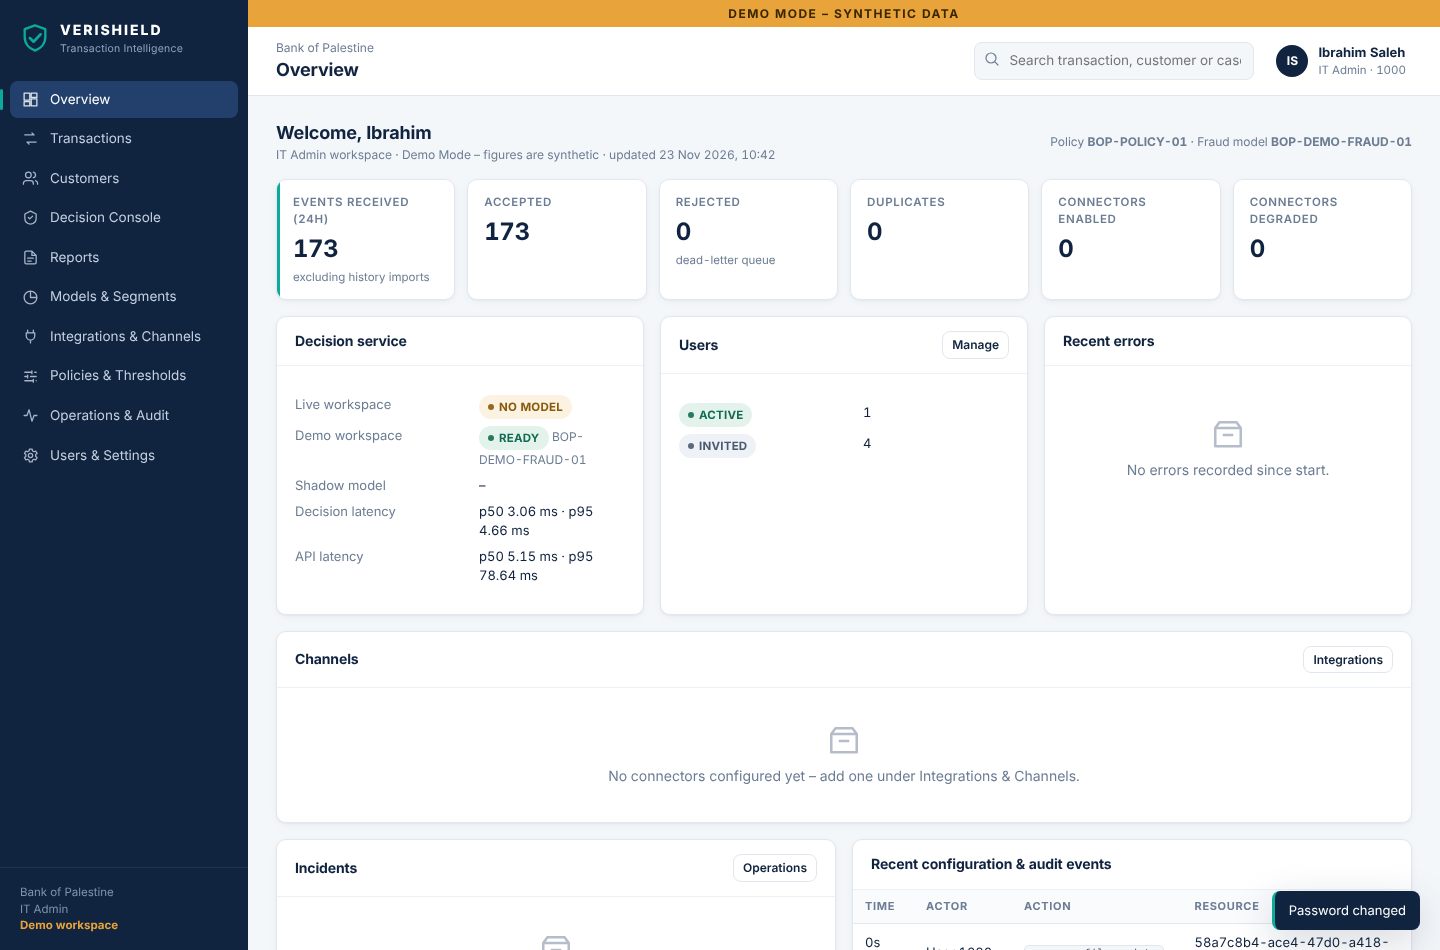 DEMO MODE – SYNTHETIC DATA
VERISHIELD
Transaction Intelligence
Overview
Transactions
Customers
Decision Console
Reports
Models & Segments
Integrations & Channels
Policies & Thresholds
Operations & Audit
Users & Settings
Bank of Palestine
IT Admin
Demo workspace
Bank of Palestine
Overview
Search transaction, customer or cas
IS
Ibrahim Saleh
IT Admin · 1000
Welcome, Ibrahim
IT Admin workspace · Demo Mode – figures are synthetic · updated 23 Nov 2026, 10:42
Policy BOP-POLICY-01 · Fraud model BOP-DEMO-FRAUD-01
EVENTS RECEIVED
(24H)
173
excluding history imports
ACCEPTED
173
REJECTED
0
dead-letter queue
DUPLICATES
0
CONNECTORS
ENABLED
0
CONNECTORS
DEGRADED
0
Decision service
Live workspace
NO MODEL
Demo workspace
READY BOP-
DEMO-FRAUD-01
Shadow model
–
Decision latency
p50 3.06 ms · p95
4.66 ms
API latency
p50 5.15 ms · p95
78.64 ms
Users
Manage
ACTIVE
1
INVITED
4
Recent errors
No errors recorded since start.
Channels
Integrations
No connectors configured yet – add one under Integrations & Channels.
Incidents
Operations
Recent configuration & audit events
TIME
ACTOR
ACTION
RESOURCE
0s
58a7c8b4-ace4-47d0-a418-
Password changed